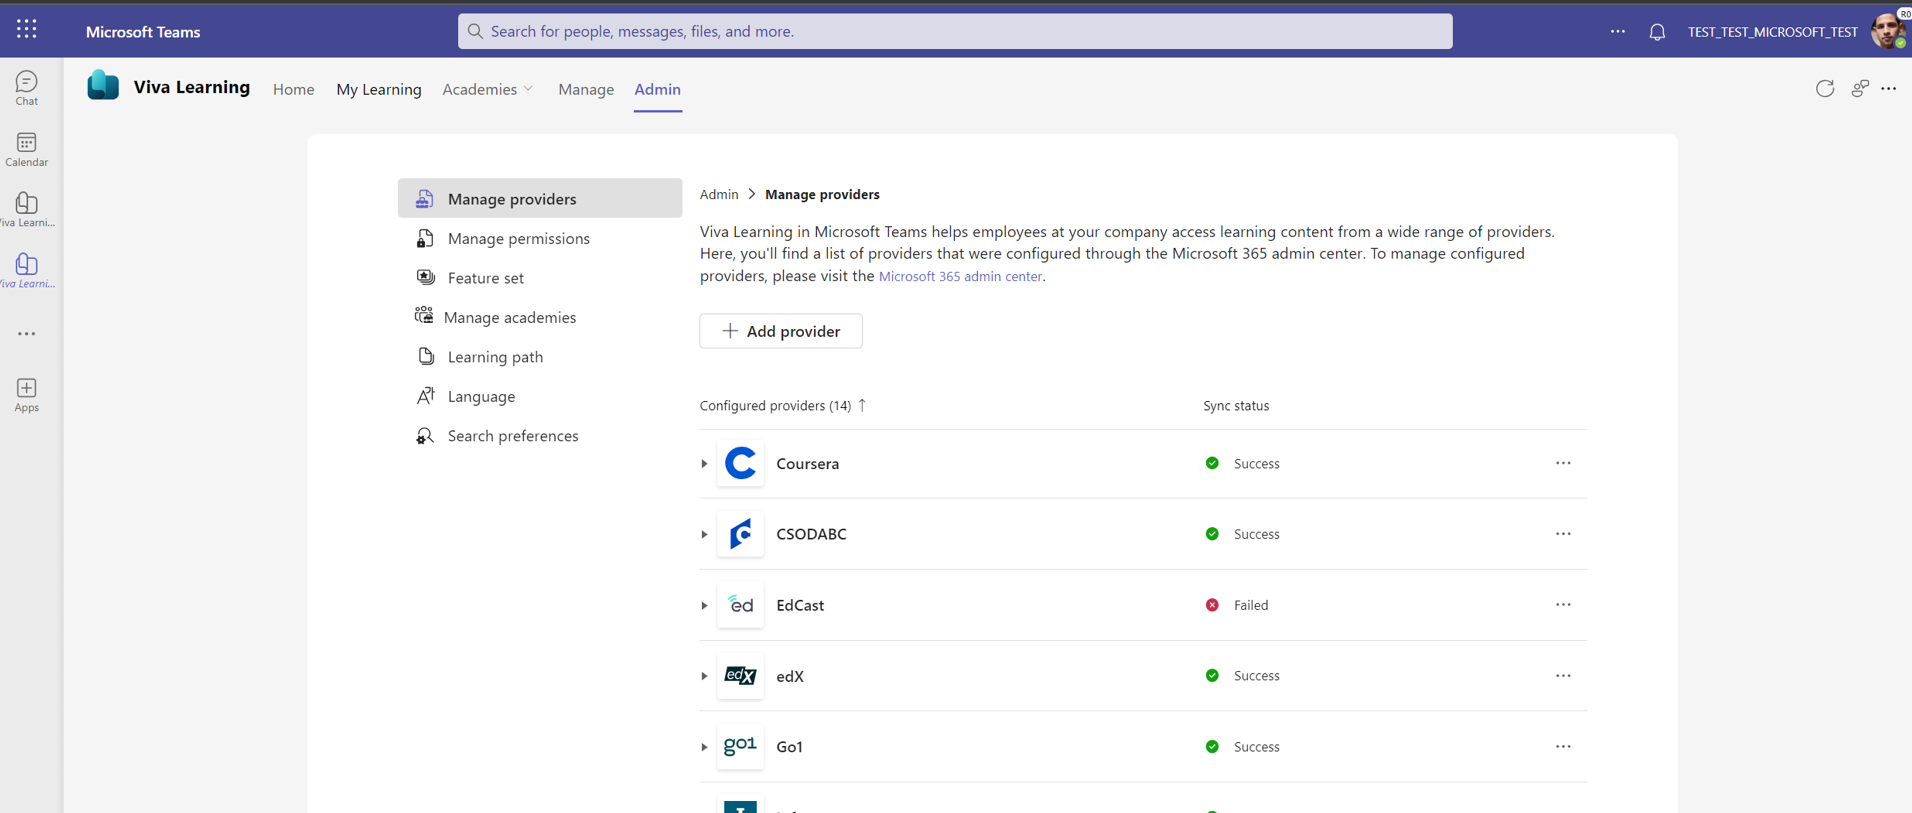 Microsoft Teams
Search for people, messages, files, and more.
TEST_TEST_MICROSOFT_TEST
RO
Chat
Calendar
Viva Learni...
Viva Learni...
Apps
Viva Learning
Home
My Learning
Academies
Manage
Admin
Manage providers
Manage permissions
Feature set
Manage academies
Learning path
Language
Search preferences
Admin > Manage providers
Viva Learning in Microsoft Teams helps employees at your company access learning content from a wide range of providers.
Here, you'll find a list of providers that were configured through the Microsoft 365 admin center. To manage configured
providers, please visit the Microsoft 365 admin center.
Add provider
Configured providers (14) ↑
Sync status
Coursera
Success
CSODABC
Success
ed
EdCast
Failed
edX
edX
Success
go1
Go1
Success